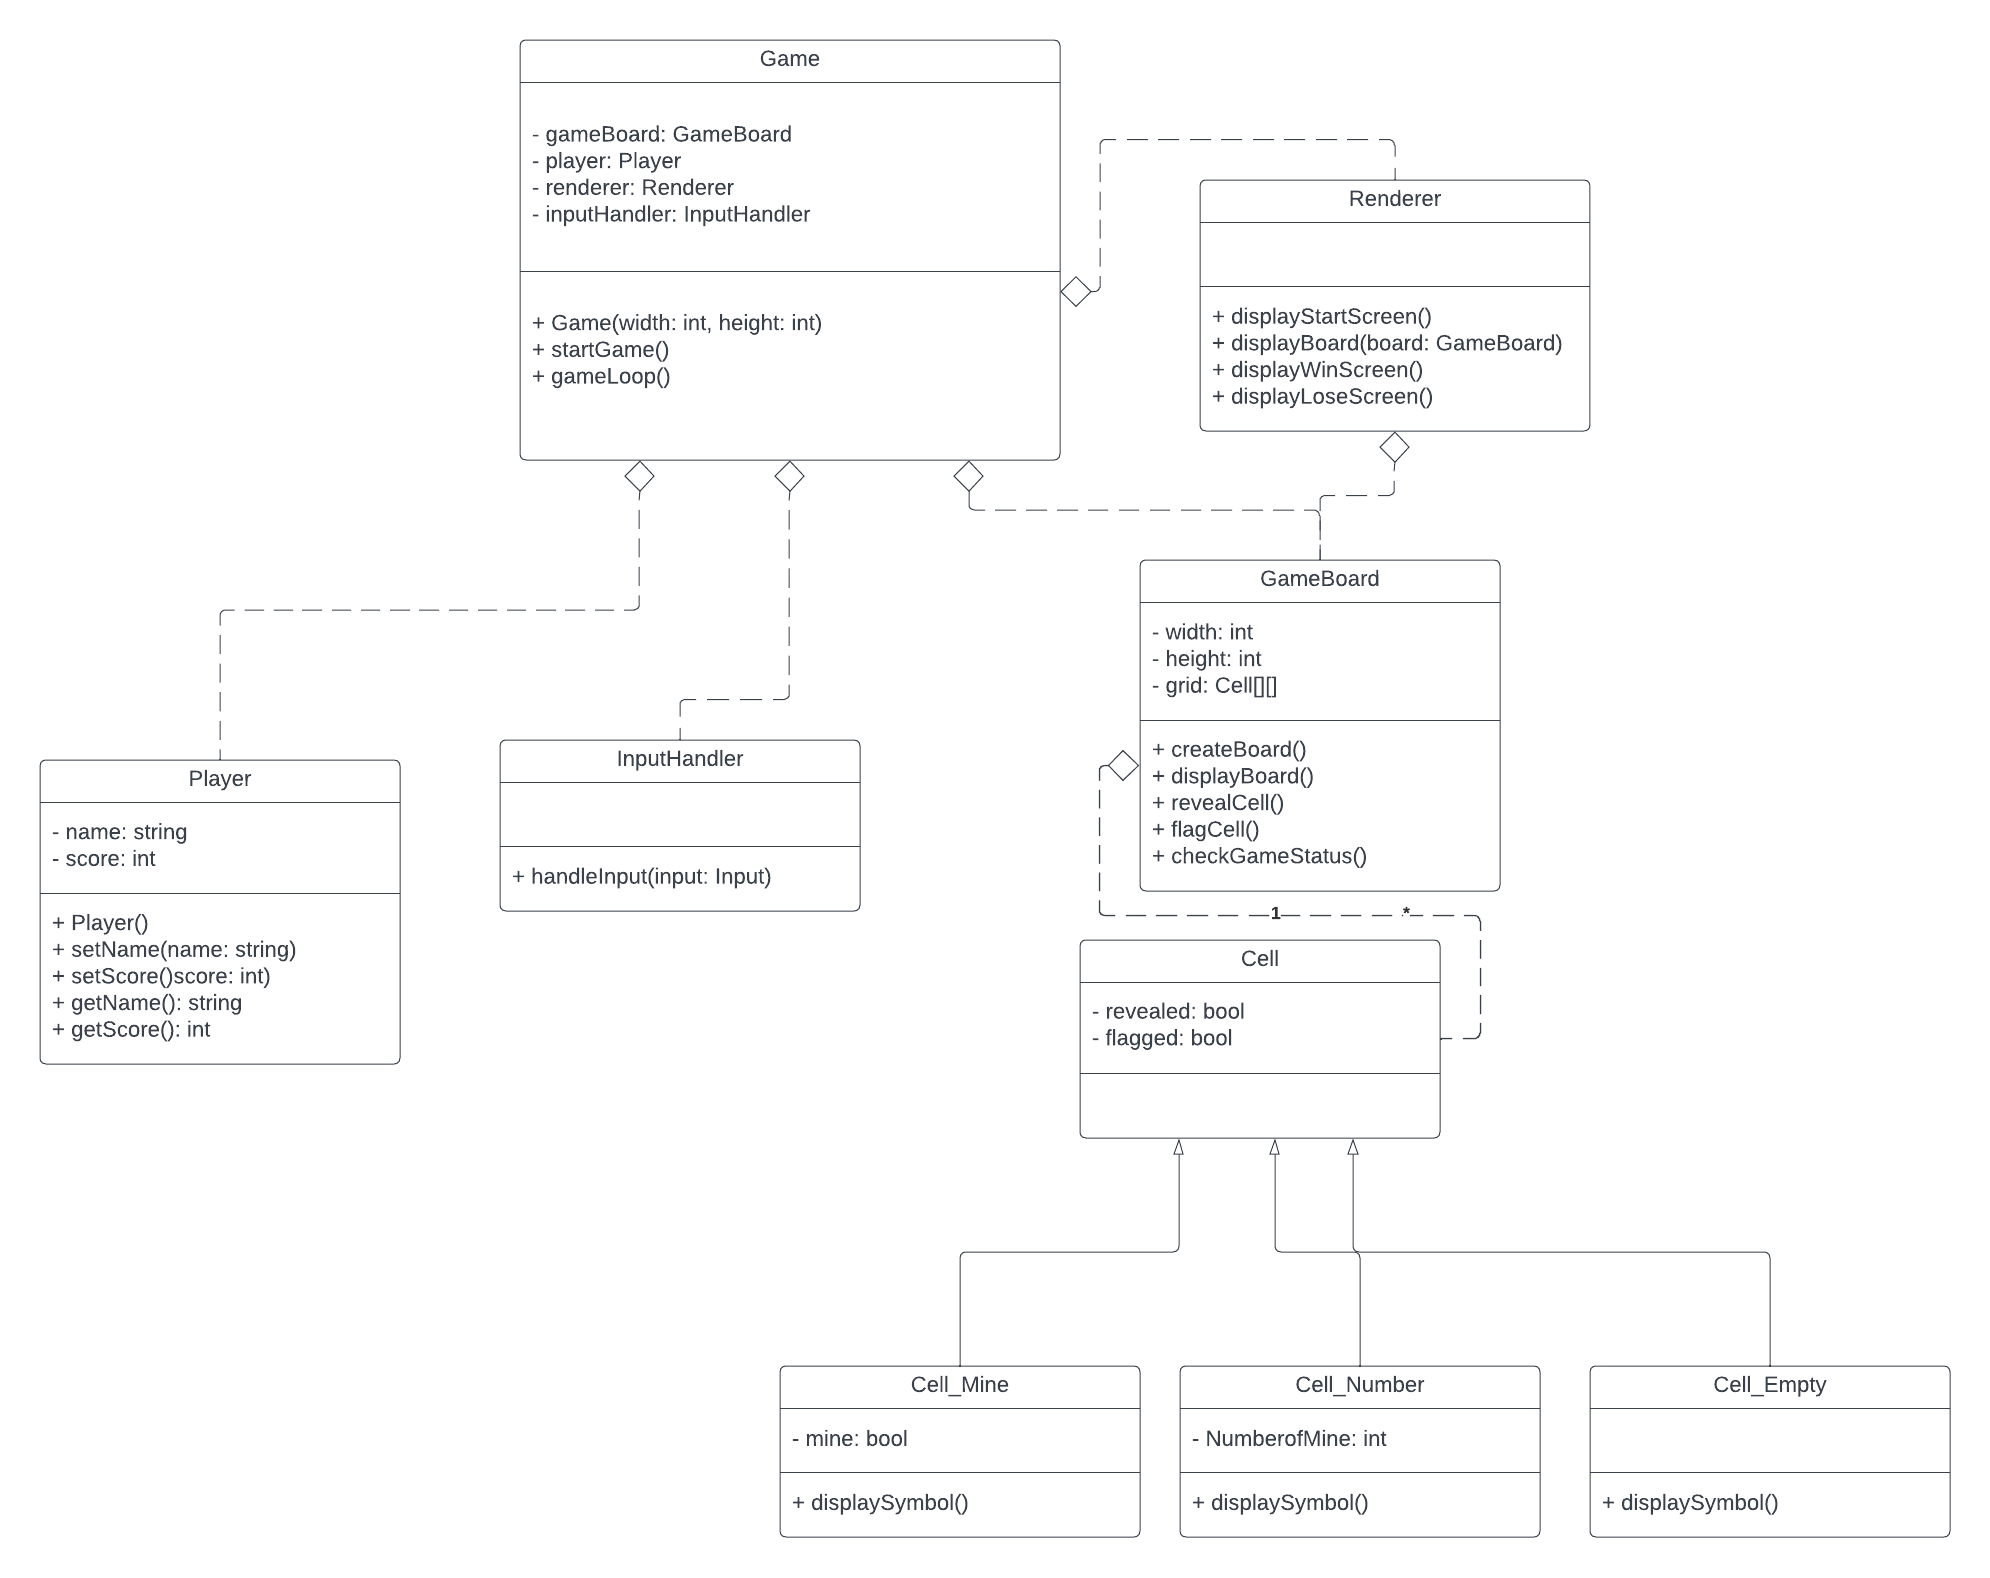 Game
- gameBoard: GameBoard
- player: Player
- renderer: Renderer
- inputHandler: InputHandler
+ Game(width: int, height: int)
+ startGame()
+ gameLoop()
Renderer
+ displayStartScreen()
+ displayBoard(board: GameBoard)
+ displayWinScreen()
+ displayLoseScreen()
GameBoard
- width: int
- height: int
- grid: Cell[][]
+ createBoard()
+ displayBoard()
+ revealCell()
+ flagCell()
+ checkGameStatus()
Player
- name: string
- score: int
+ Player()
+ setName(name: string)
+ setScore()score: int)
+ getName(): string
+ getScore(): int
InputHandler
+ handleInput(input: Input)
1 *
Cell
- revealed: bool
- flagged: bool
Cell_Mine
- mine: bool
+ displaySymbol()
Cell_Number
- NumberofMine: int
+ displaySymbol()
Cell_Empty
+ displaySymbol()